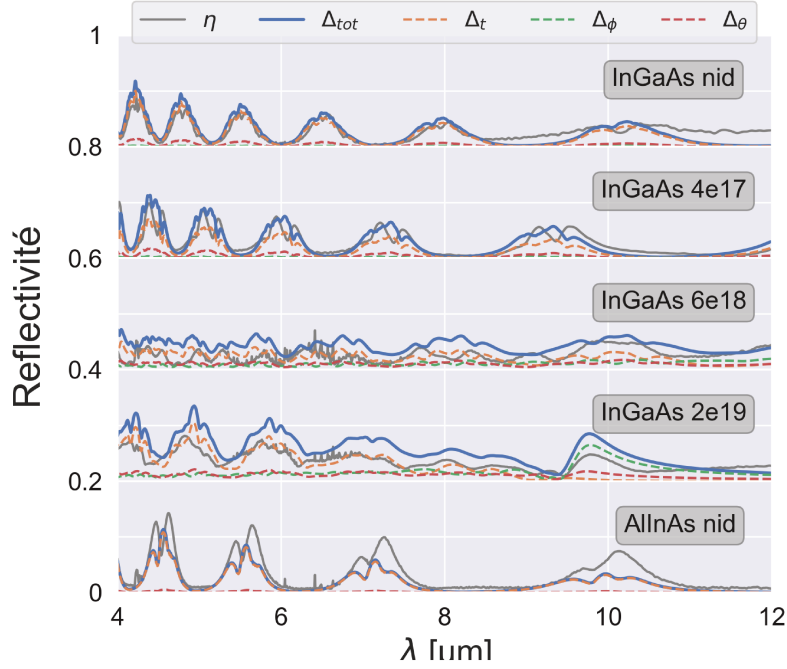 η Δtot Δt Δϕ Δθ
1
InGaAs nid
0.8
InGaAs 4e17
0.6
InGaAs 6e18
0.4
InGaAs 2e19
0.2
AlInAs nid
0
4 6 8 10 12
Reflectivité
λ [μm]